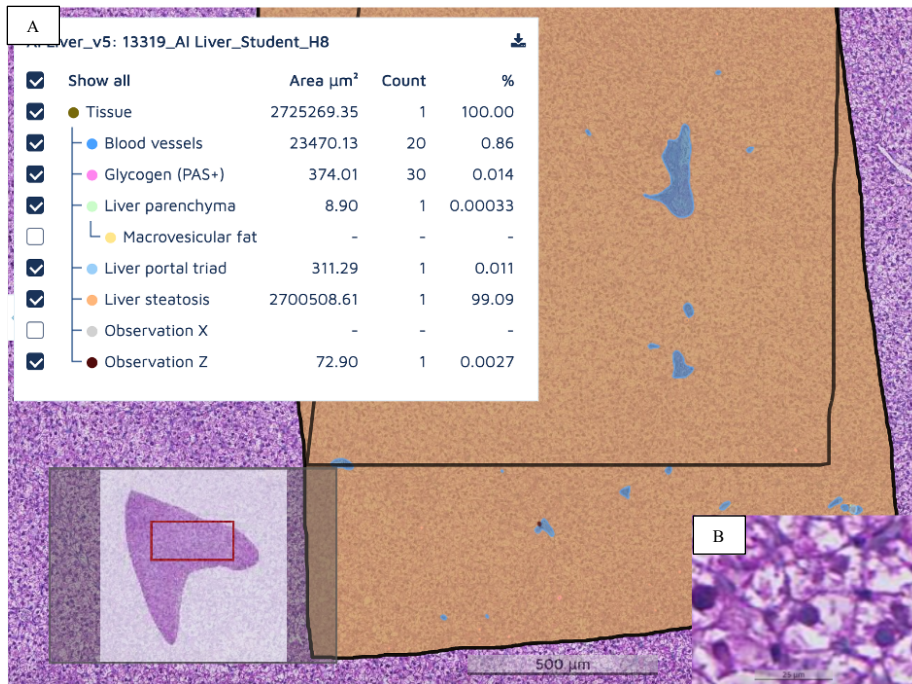 A
AI Liver_v5: 13319_AI Liver_Student_H8
Show all Area µm² Count %
Tissue 2725269.35 1 100.00
Blood vessels 23470.13 20 0.86
Glycogen (PAS+) 374.01 30 0.014
Liver parenchyma 8.90 1 0.00033
Macrovesicular fat - - -
Liver portal triad 311.29 1 0.011
Liver steatosis 2700508.61 1 99.09
Observation X - - -
Observation Z 72.90 1 0.0027
B
500 µm
25 µm